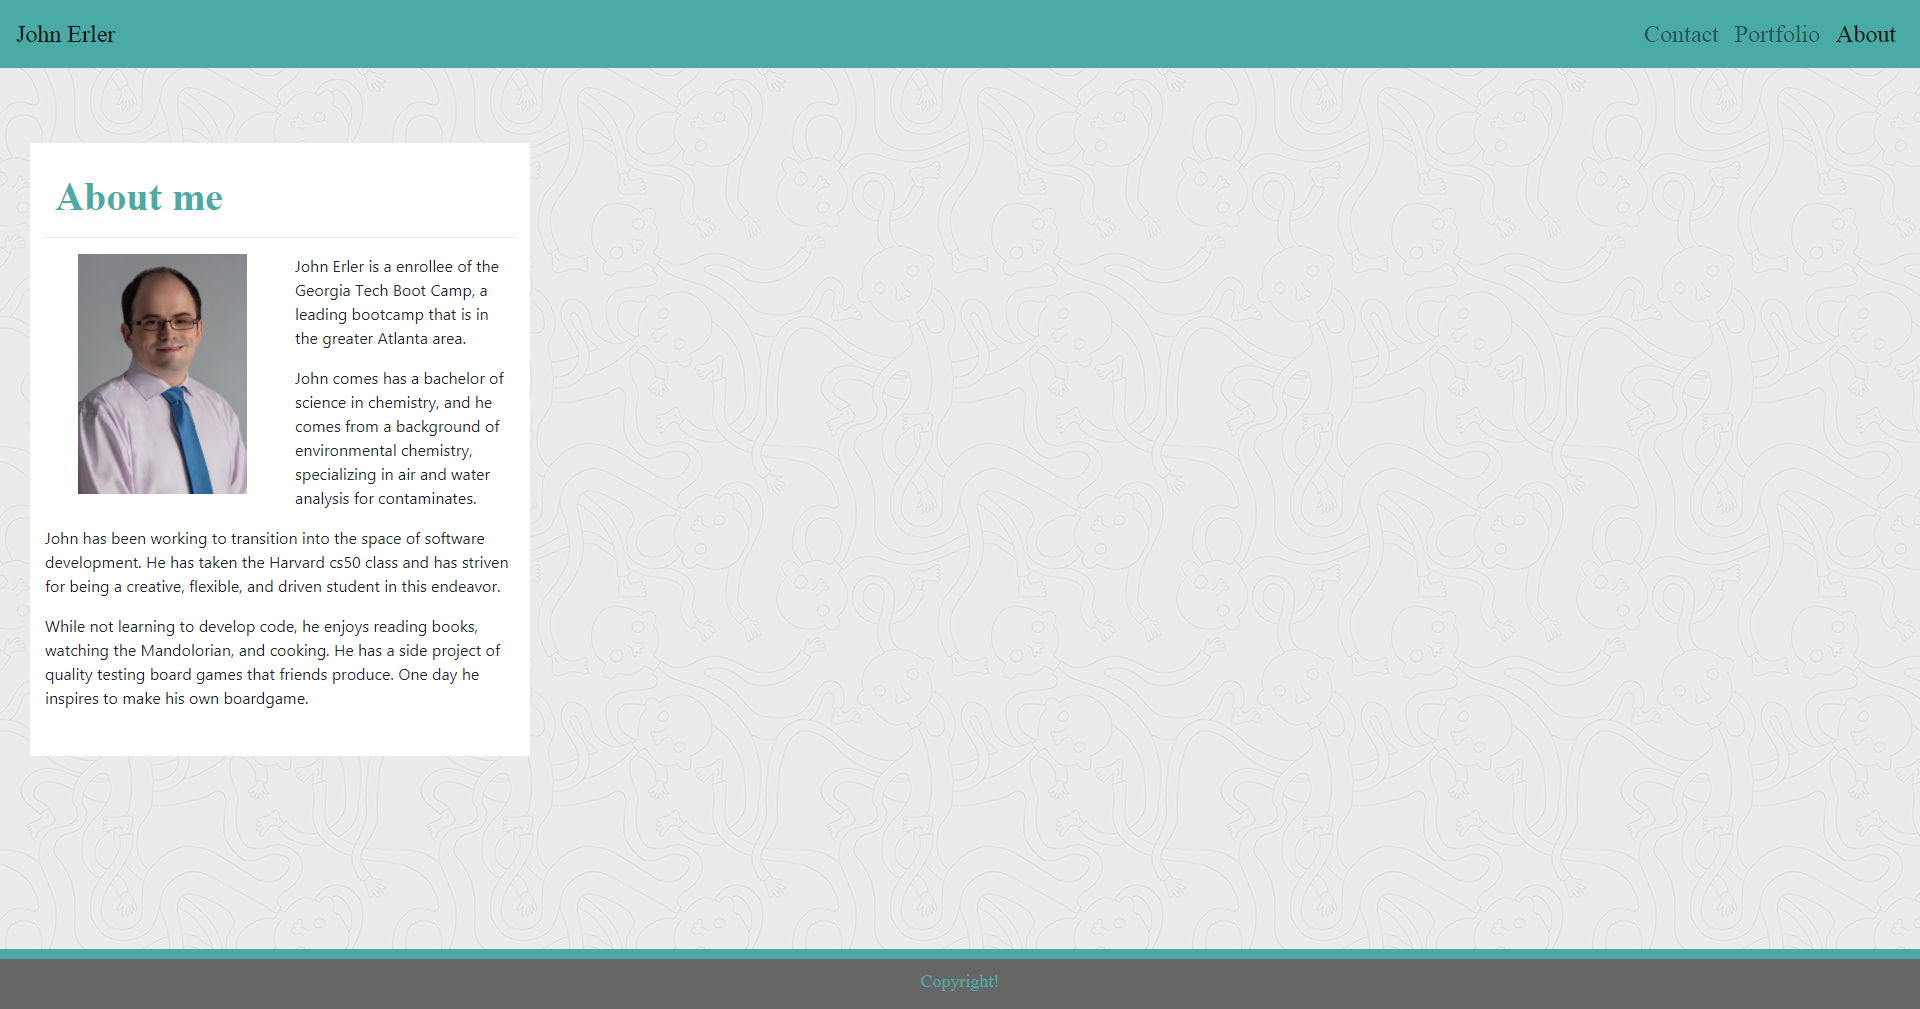 John Erler
Contact Portfolio About
About me
John Erler is a enrollee of the
Georgia Tech Boot Camp, a
leading bootcamp that is in
the greater Atlanta area.
John comes has a bachelor of
science in chemistry, and he
comes from a background of
environmental chemistry,
specializing in air and water
analysis for contaminates.
John has been working to transition into the space of software
development. He has taken the Harvard cs50 class and has striven
for being a creative, flexible, and driven student in this endeavor.
While not learning to develop code, he enjoys reading books,
watching the Mandolorian, and cooking. He has a side project of
quality testing board games that friends produce. One day he
inspires to make his own boardgame.
Copyright!